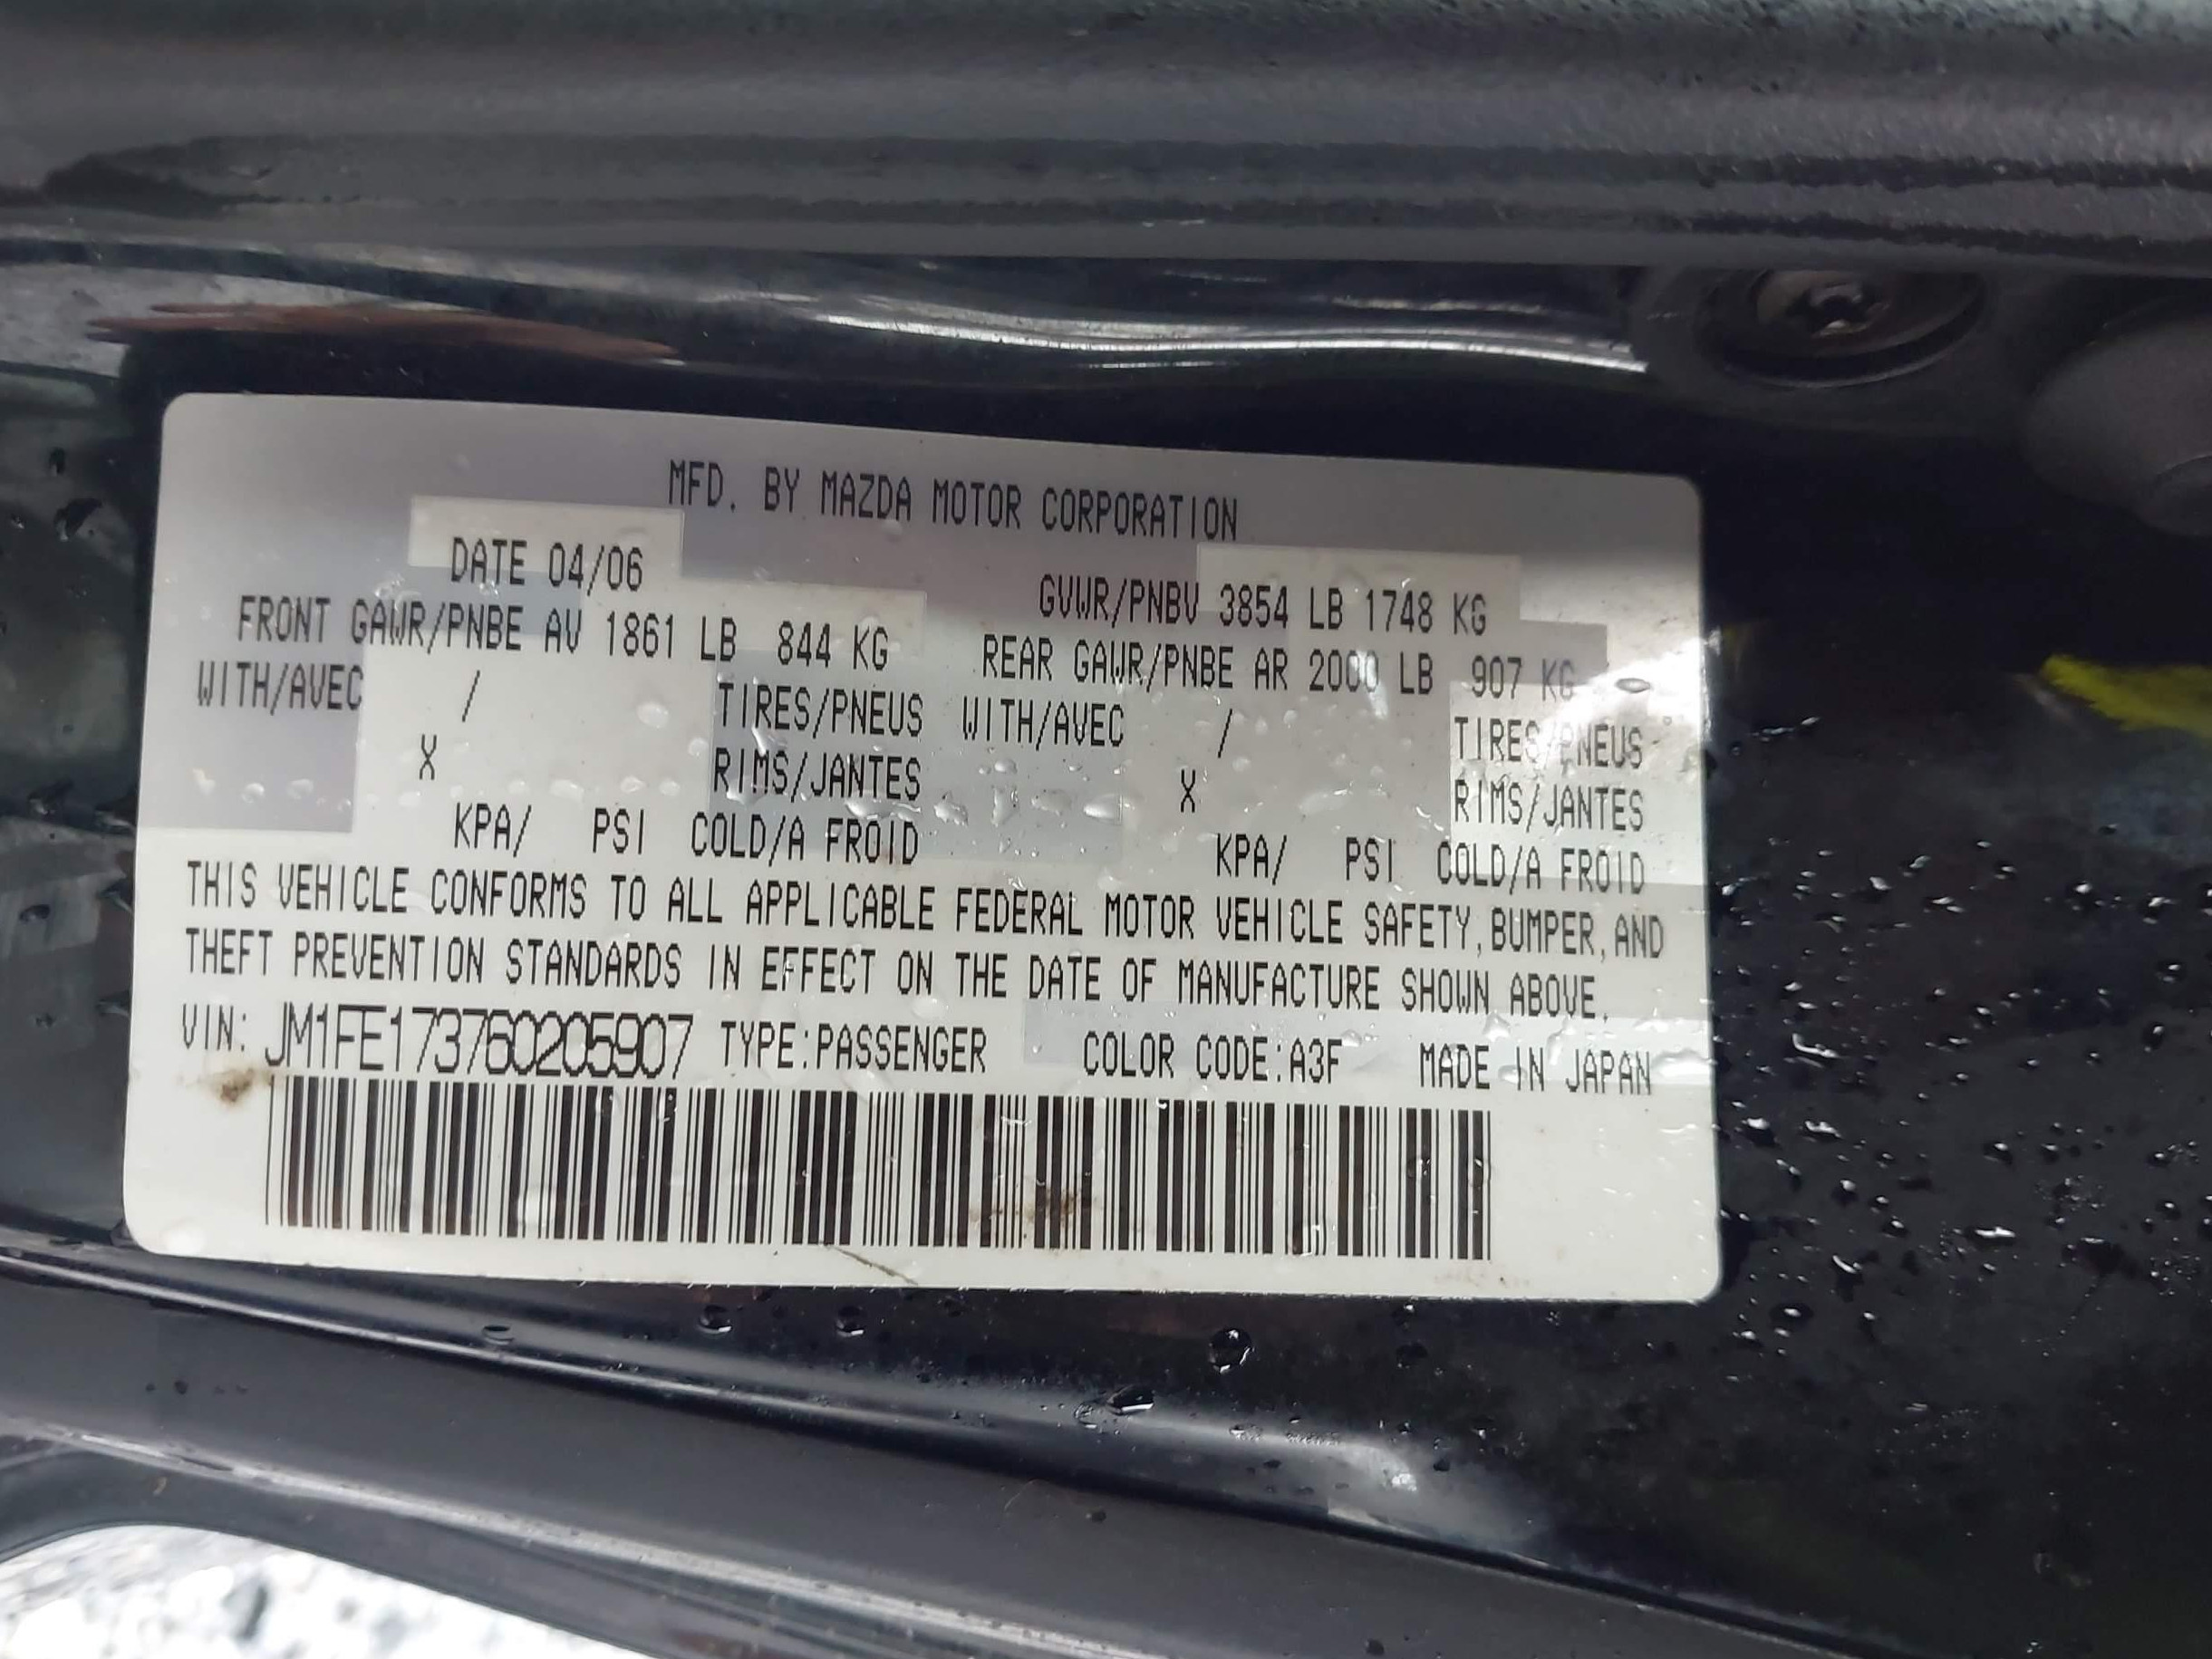 MFD. BY MAZDA MOTOR CORPORATION
DATE 04/06 GVWR/PNBV 3854 LB 1748 KG
FRONT GAWR/PNBE AV 1861 LB 844 KG REAR GAWR/PNBE AR 2000 LB 907 KG
WITH/AVEC / TIRES/PNEUS WITH/AVEC / TIRES/PNEUS
X RIMS/JANTES X RIMS/JANTES
KPA/ PSI COLD/A FROID KPA/ PSI COLD/A FROID
THIS VEHICLE CONFORMS TO ALL APPLICABLE FEDERAL MOTOR VEHICLE SAFETY, BUMPER, AND
THEFT PREVENTION STANDARDS IN EFFECT ON THE DATE OF MANUFACTURE SHOWN ABOVE.
VIN: JM1FE173760205907 TYPE:PASSENGER COLOR CODE:A3F MADE IN JAPAN